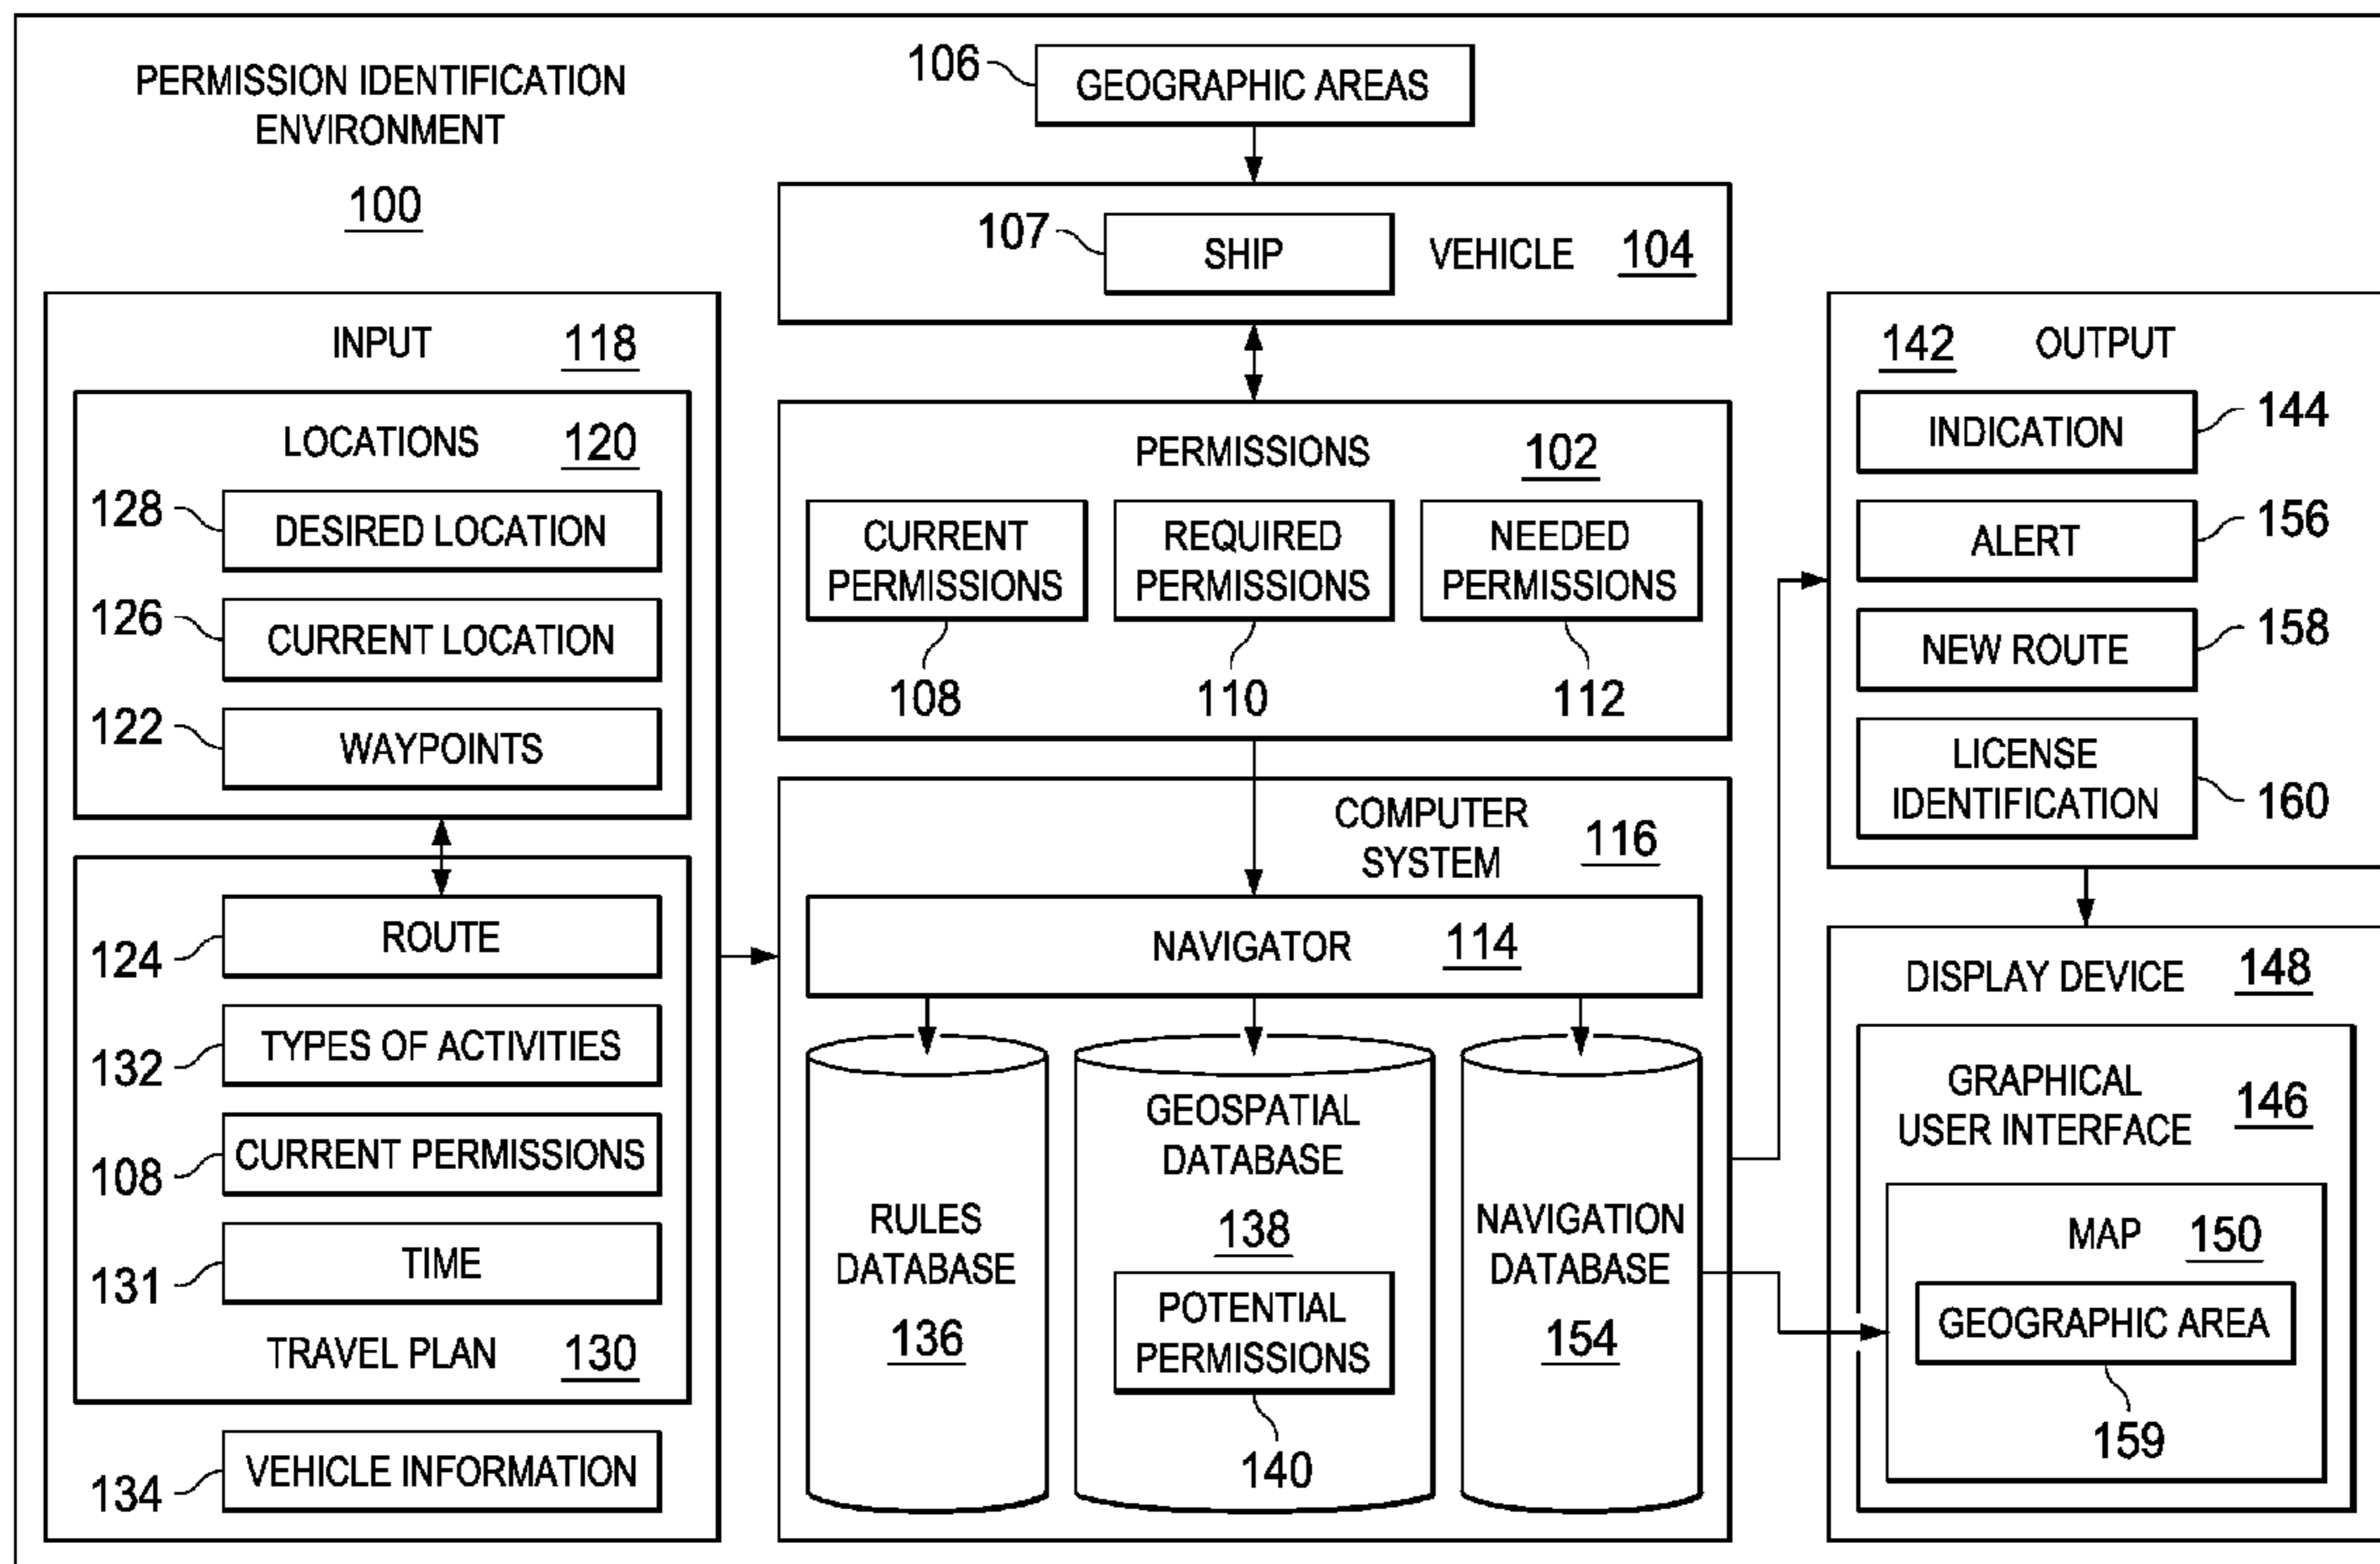 PERMISSION IDENTIFICATION
ENVIRONMENT
100
106
GEOGRAPHIC AREAS
107
SHIP
VEHICLE 104
INPUT 118
LOCATIONS 120
128
DESIRED LOCATION
126
CURRENT LOCATION
122
WAYPOINTS
124
ROUTE
132
TYPES OF ACTIVITIES
108
CURRENT PERMISSIONS
131
TIME
TRAVEL PLAN 130
134
VEHICLE INFORMATION
PERMISSIONS 102
CURRENT
PERMISSIONS
108
REQUIRED
PERMISSIONS
110
NEEDED
PERMISSIONS
112
COMPUTER
SYSTEM
116
NAVIGATOR 114
RULES
DATABASE
136
GEOSPATIAL
DATABASE
138
POTENTIAL
PERMISSIONS
140
NAVIGATION
DATABASE
154
142 OUTPUT
INDICATION
144
ALERT
156
NEW ROUTE
158
LICENSE
IDENTIFICATION
160
DISPLAY DEVICE 148
GRAPHICAL
USER INTERFACE
146
MAP 150
GEOGRAPHIC AREA
159